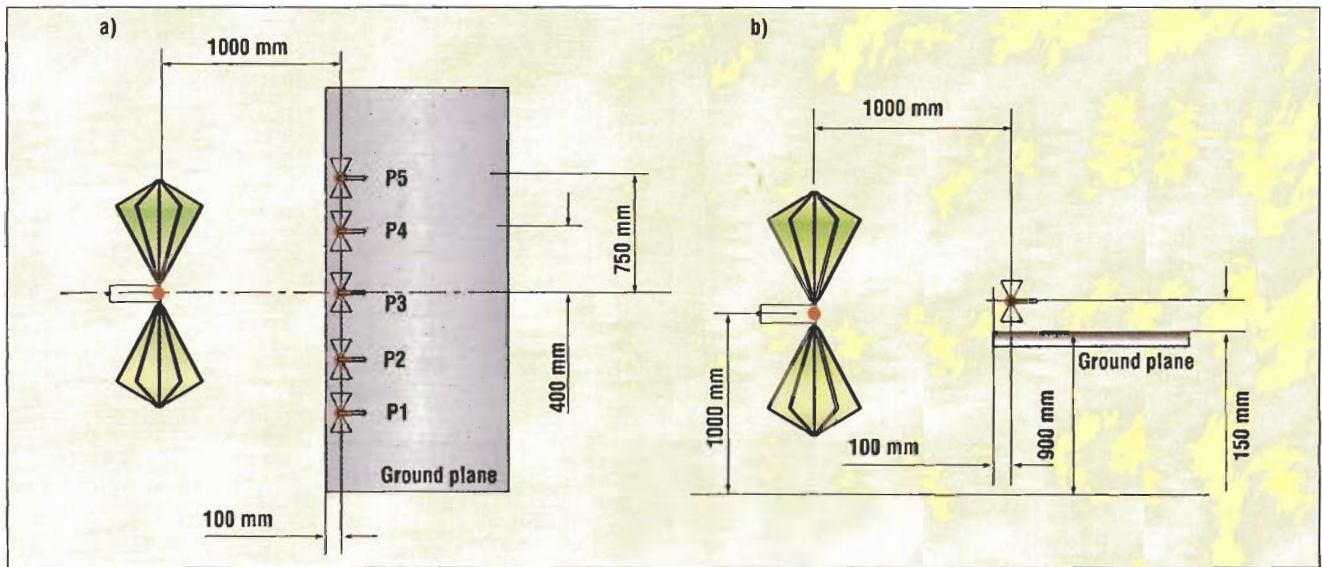 a)
1000 mm
P5
P4
P3
P2
P1
750 mm
400 mm
Ground plane
100 mm
b)
1000 mm
1000 mm
Ground plane
100 mm
900 mm
150 mm